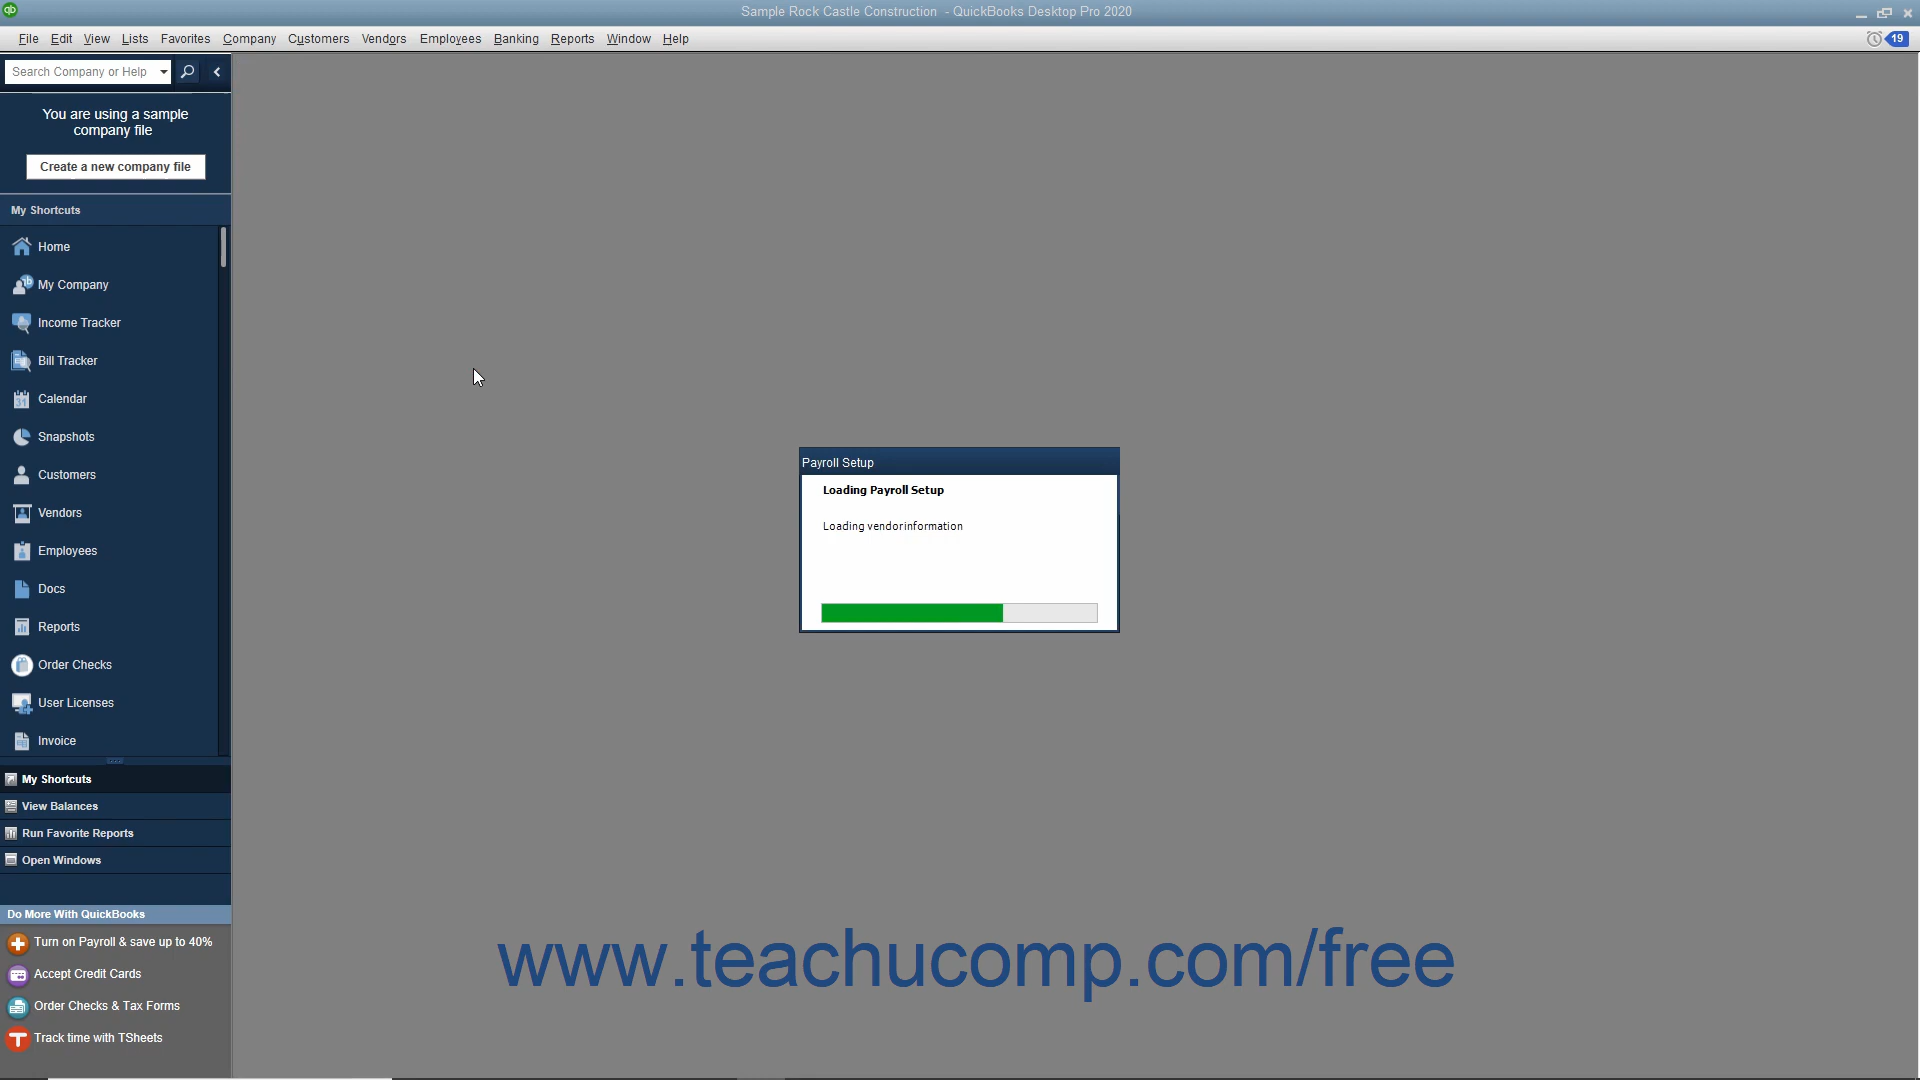 qb
Sample Rock Castle Construction - QuickBooks Desktop Pro 2020
File Edit View Lists Favorites Company Customers Vendors Employees Banking Reports Window Help
19
Search Company or Help
You are using a sample
company file
Create a new company file
My Shortcuts
Home
My Company
Income Tracker
Bill Tracker
31
Calendar
Snapshots
Customers
Vendors
Employees
Docs
Reports
Order Checks
User Licenses
Invoice
My Shortcuts
View Balances
Run Favorite Reports
Open Windows
Do More With QuickBooks
Turn on Payroll & save up to 40%
Accept Credit Cards
Order Checks & Tax Forms
Track time with TSheets
Payroll Setup
Loading Payroll Setup
Loading vendorinformation
www.teachucomp.com/free